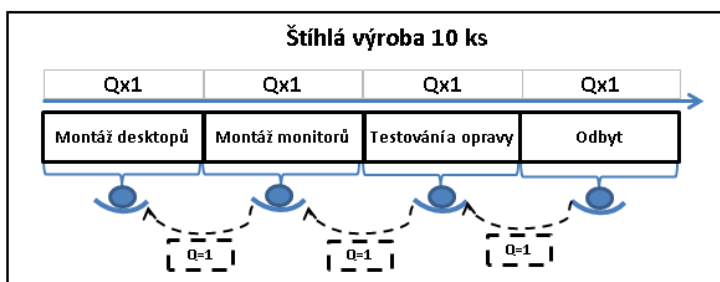 Štíhlá výroba 10 ks
Qx1 Qx1 Qx1 Qx1
Montáž desktopů Montáž monitorů Testování a opravy Odbyt
Q=1 Q=1 Q=1